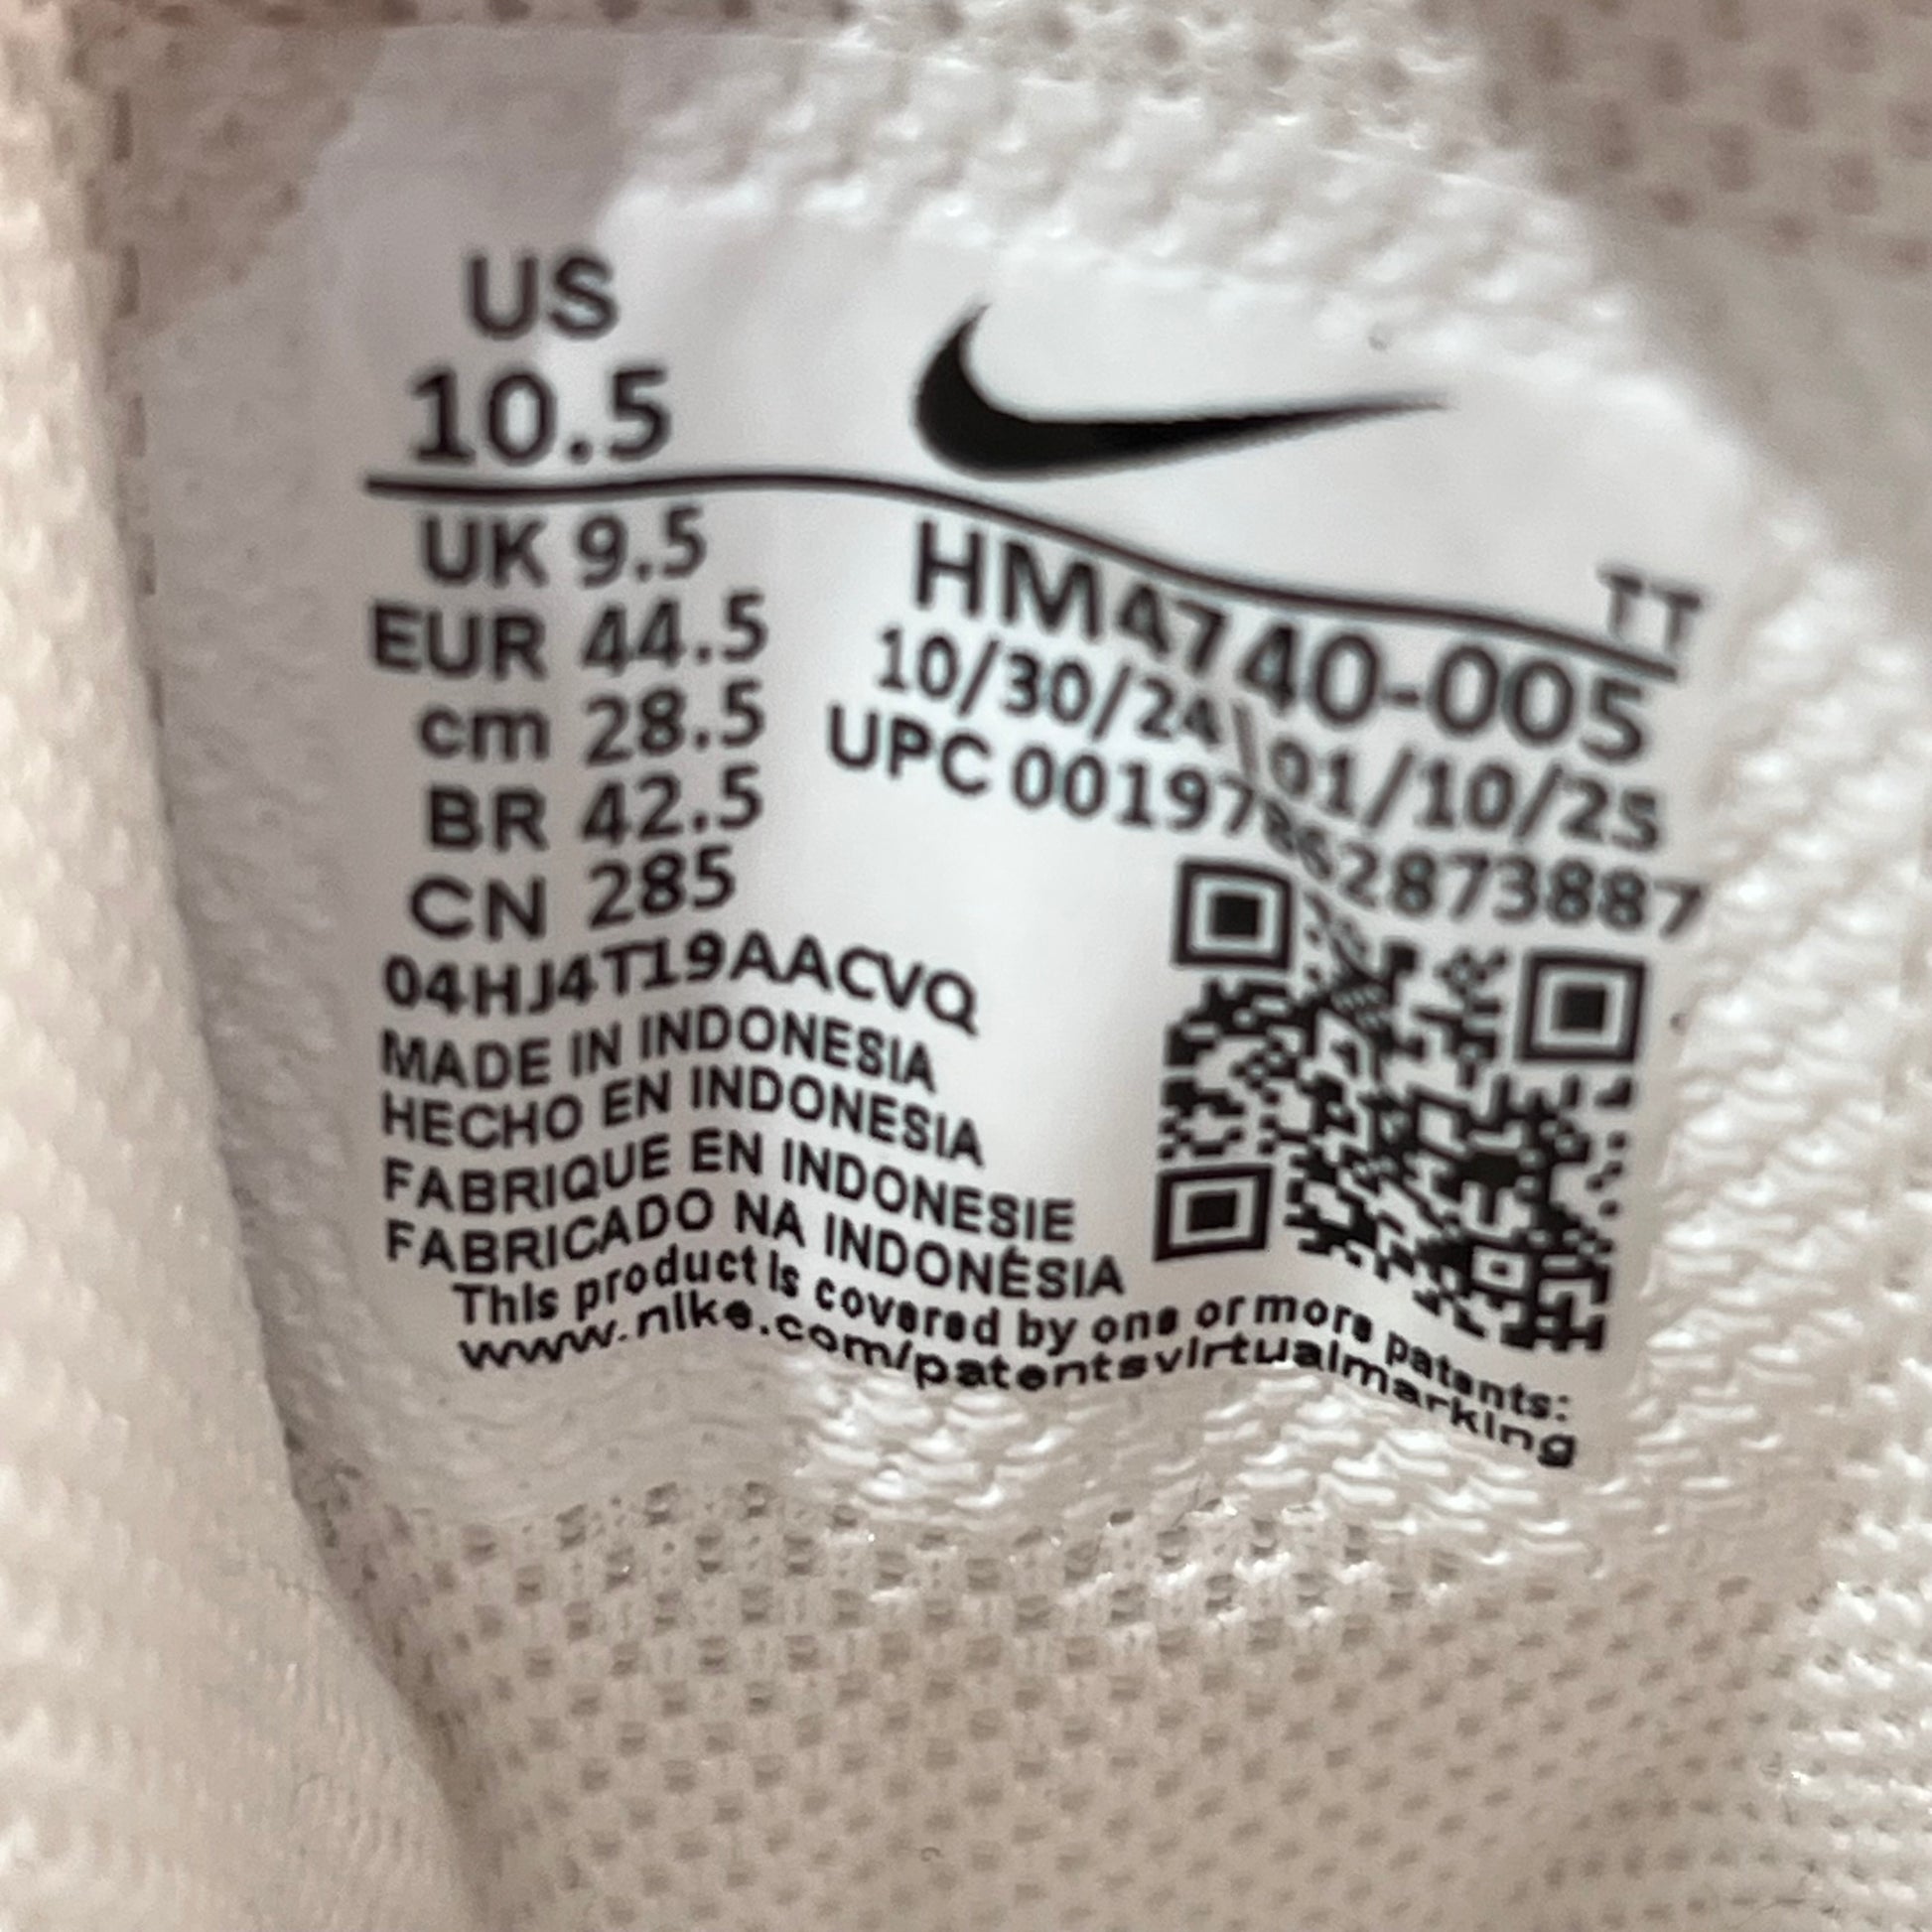 US
10.5
TT
UK 9.5
EUR 44.5
cm 28.5
BR 42.5
CN 285
HM4740-005
10/30/24 01/10/25
UPC 00197862873887
04HJ4T19AACVQ
MADE IN INDONESIA
HECHO EN INDONESIA
FABRIQUE EN INDONESIE
FABRICADO NA INDONÉSIA
This product is covered by one or more patents:
www.nike.com/patentsvirtualmarking